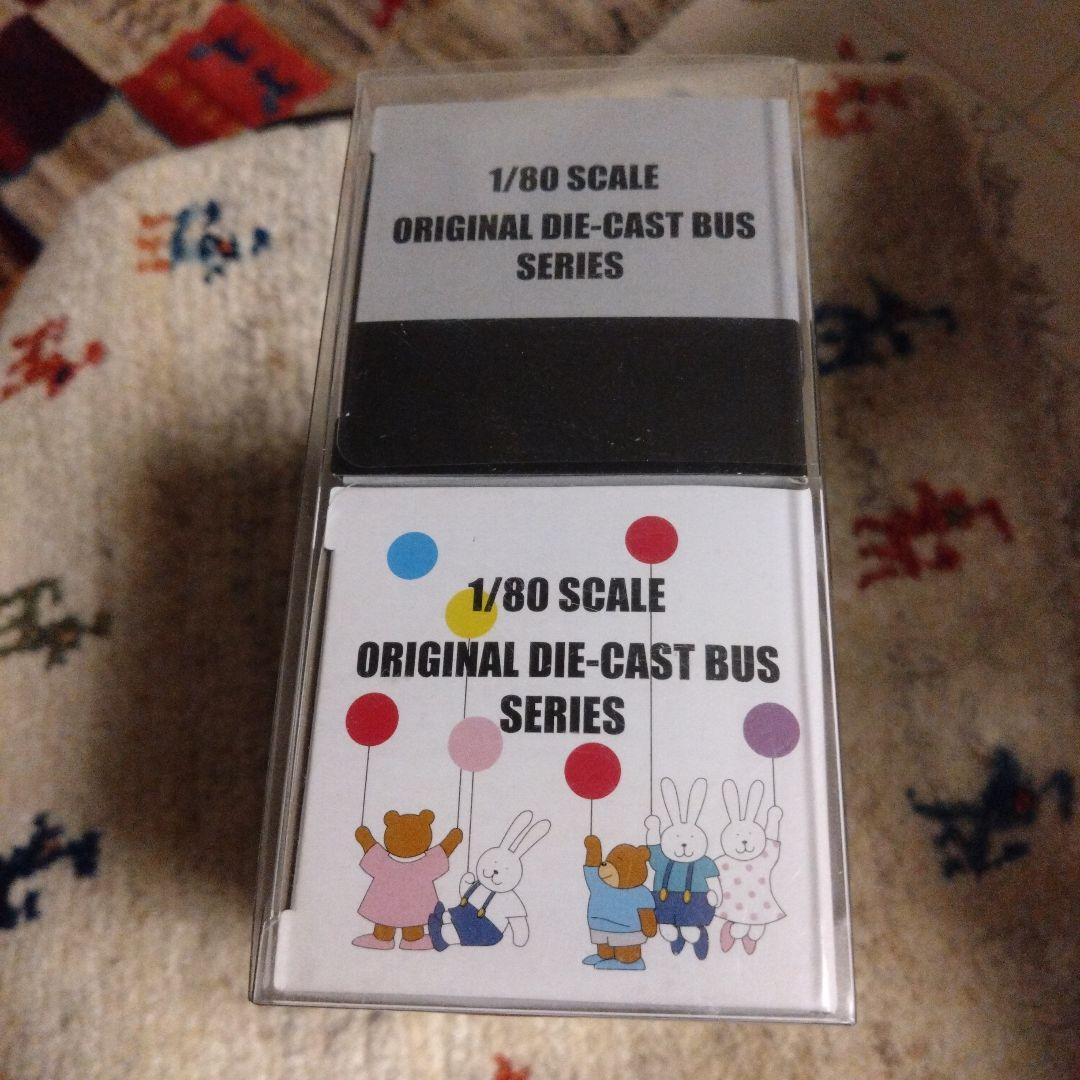 1/80 SCALE
ORIGINAL DIE-CAST BUS
SERIES
1/80 SCALE
ORIGINAL DIE-CAST BUS
SERIES